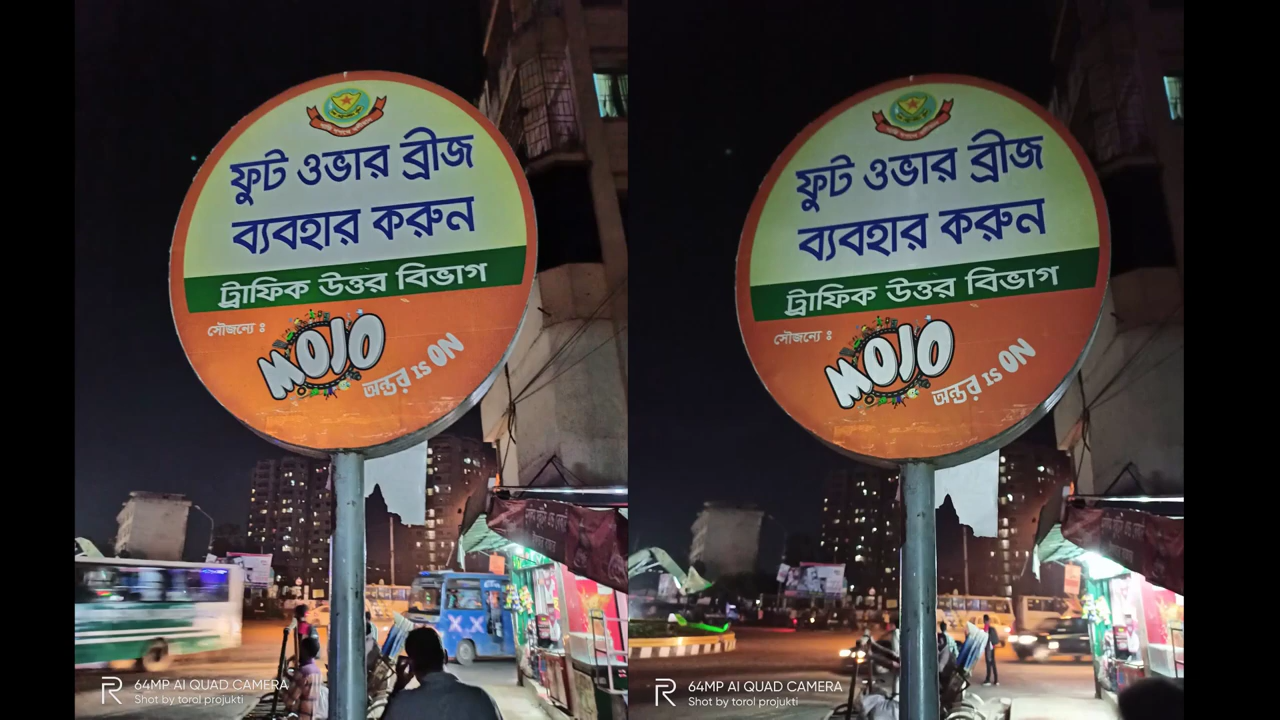 ফুট ওভার ব্রীজ
ব্যবহার করুন
ট্রাফিক উত্তর বিভাগ
সৌজন্যে ঃ
MOJO
অন্তর IS ON
X X
64MP AI QUAD CAMERA
Shot by torol projukti
ফুট ওভার ব্রীজ
ব্যবহার করুন
ট্রাফিক উত্তর বিভাগ
সৌজন্যে ঃ
MOJO
অন্তর IS ON
64MP AI QUAD CAMERA
Shot by torol projukti